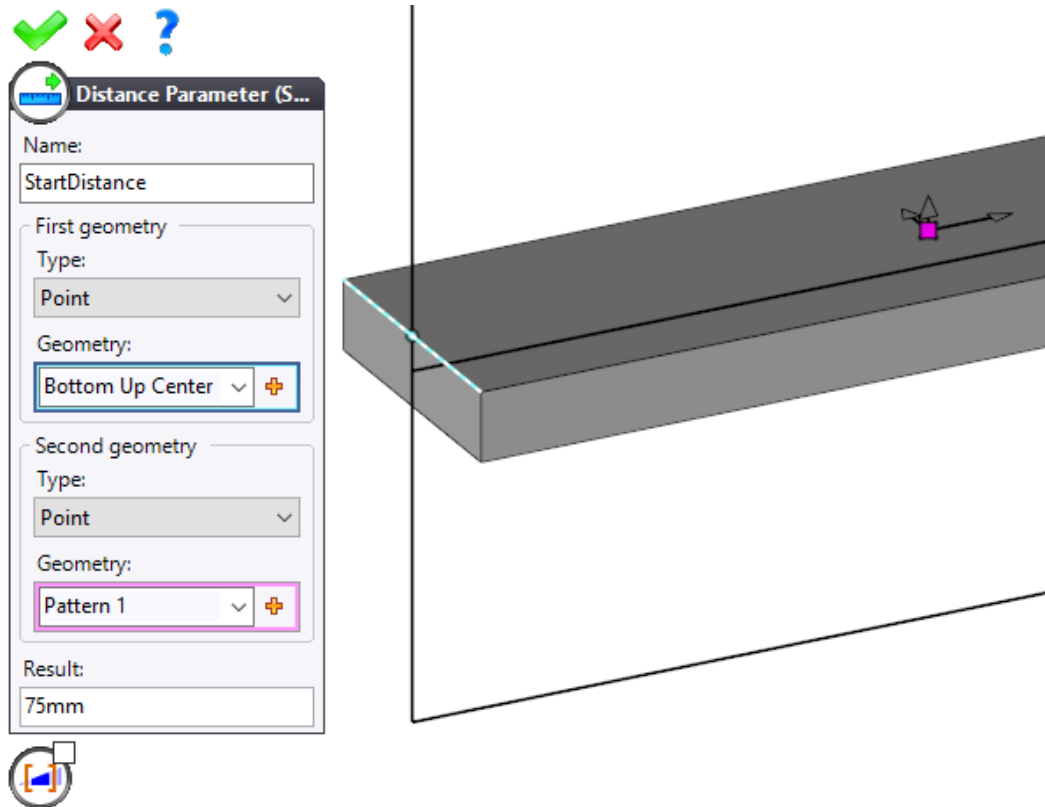 Distance Parameter (S...
Name:
StartDistance
First geometry
Type:
Point
Geometry:
Bottom Up Center
Second geometry
Type:
Point
Geometry:
Pattern 1
Result:
75mm